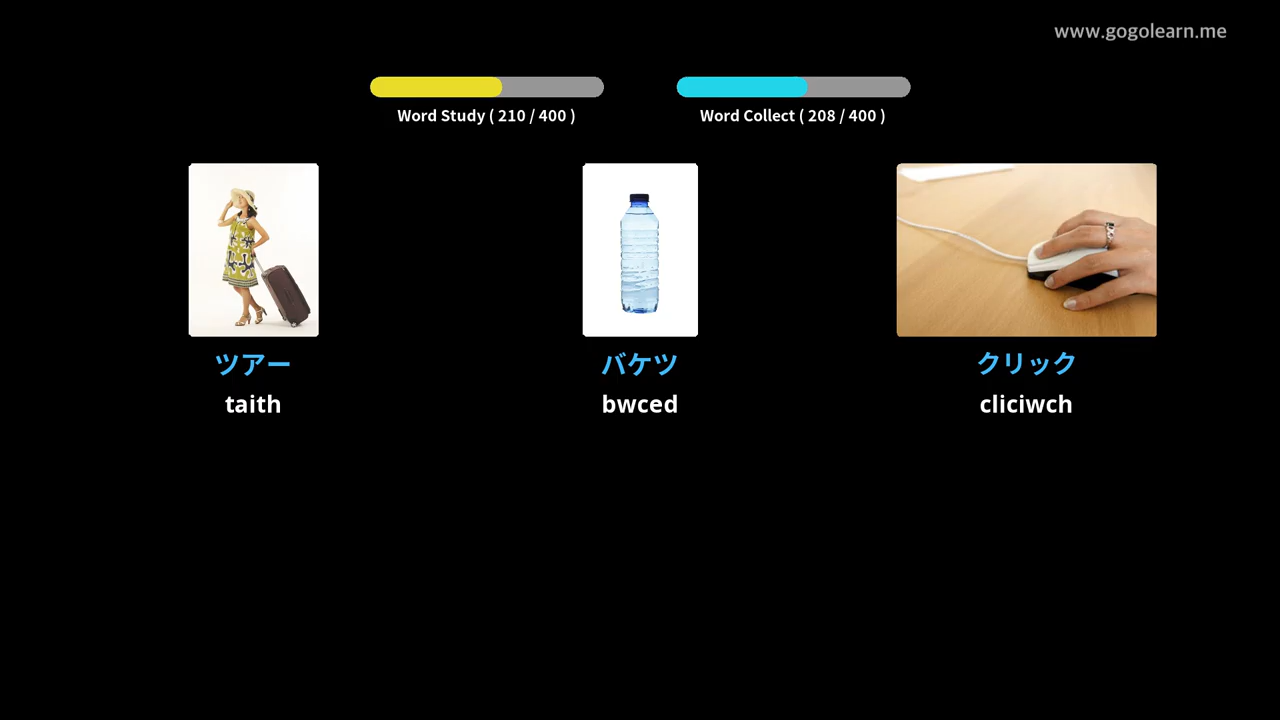 www.gogolearn.me
Word Study ( 210 / 400 )
Word Collect ( 208 / 400 )
ツアー
バケツ
クリック
taith
bwced
cliciwch